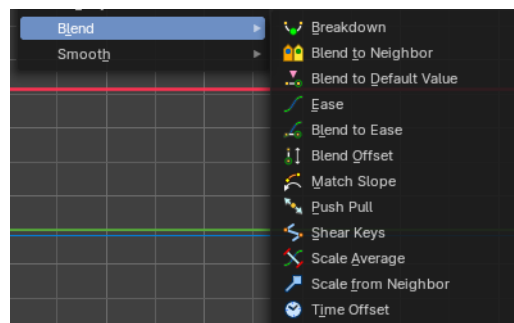 Blend
Smooth
Breakdown
Blend to Neighbor
Blend to Default Value
Ease
Blend to Ease
Blend Offset
Match Slope
Push Pull
Shear Keys
Scale Average
Scale from Neighbor
Time Offset